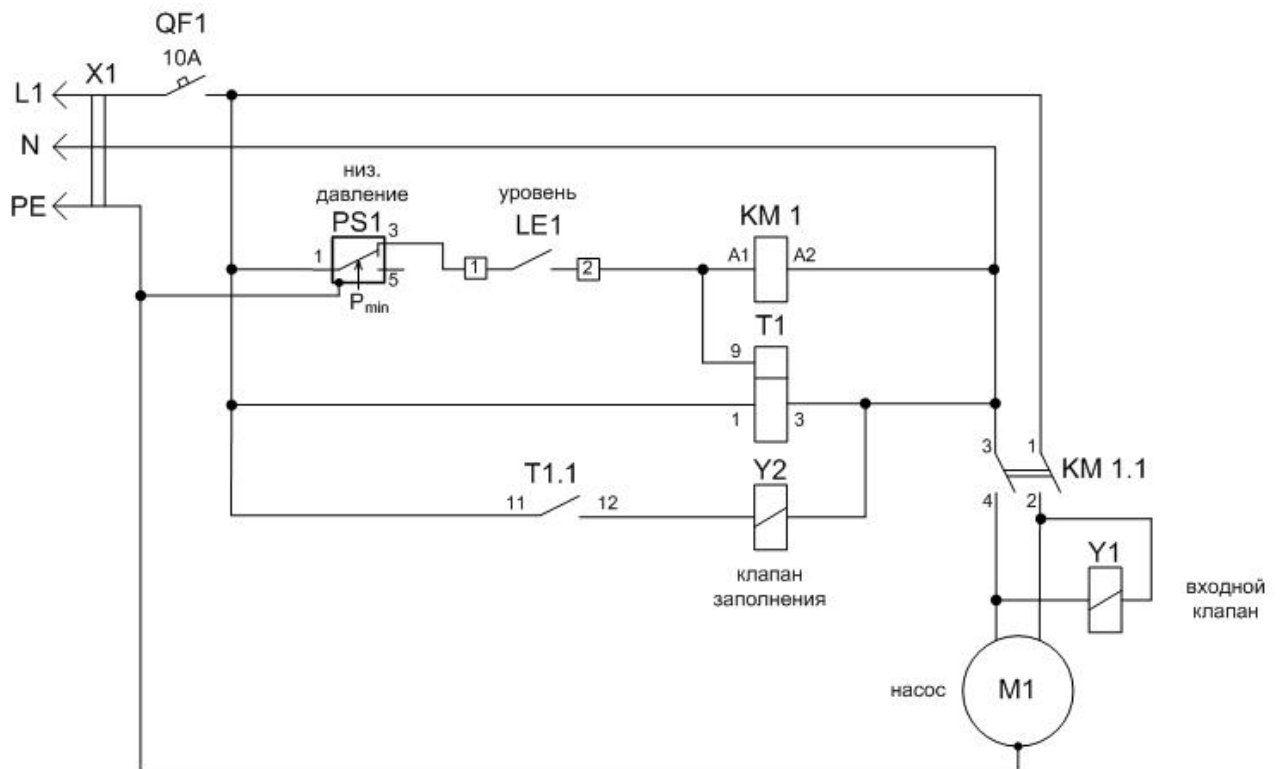 QF1
10A
X1
L1
N
PE
низ.
давление
PS1
1
3
5
Pmin
уровень
LE1
1
2
KM 1
A1
A2
T1
9
1
3
T1.1
11
12
Y2
клапан
заполнения
3
1
KM 1.1
4
2
Y1
входной
клапан
насос
M1